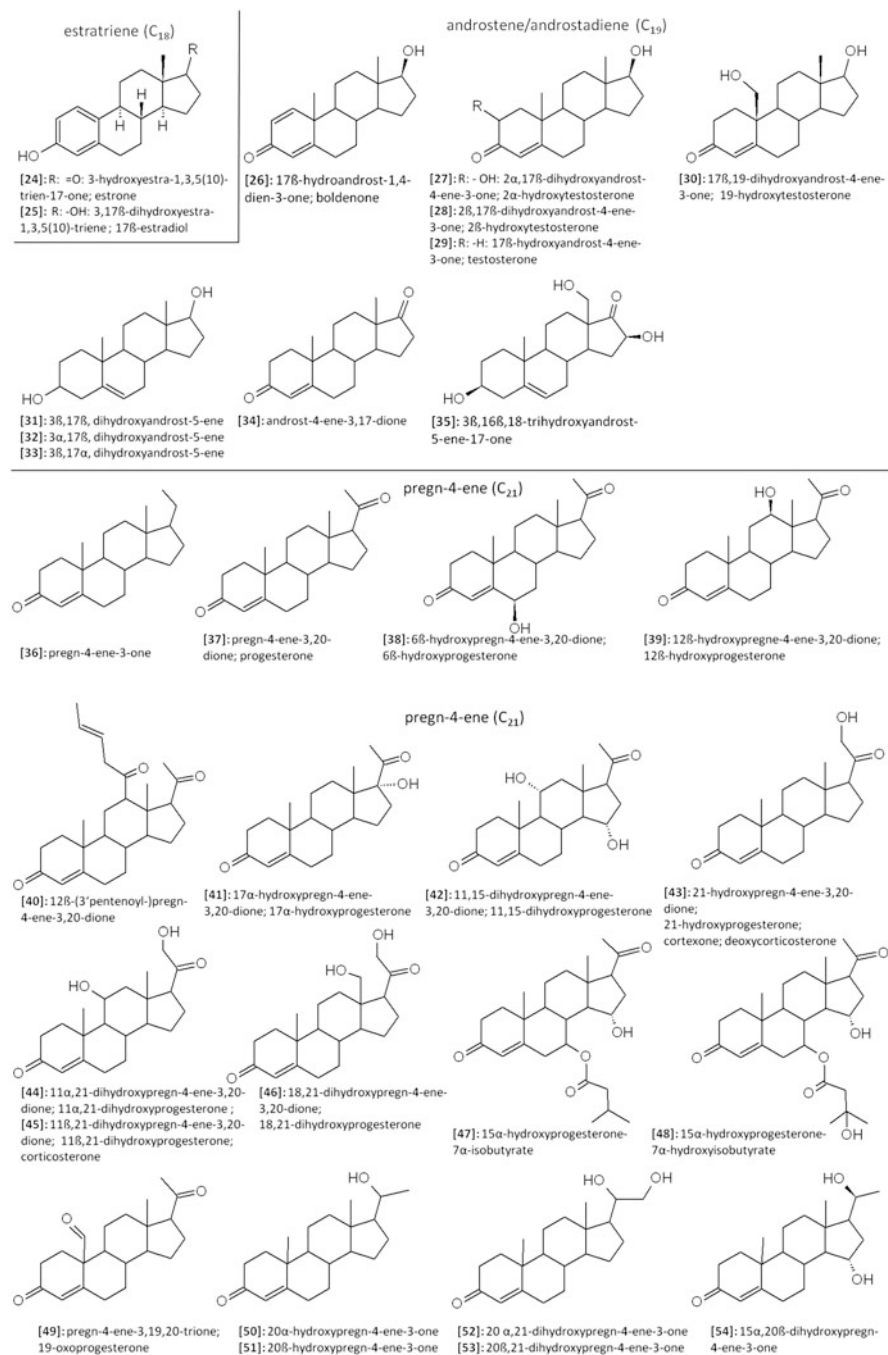 estratriene (C18)
androstene/androstadiene (C19)
R
H
H
H
HO
[24]: R: =O: 3-hydroxyestra-1,3,5(10)-
trien-17-one; estrone
[25]: R: -OH: 3,17ß-dihydroxyestra-
1,3,5(10)-triene; 17ß-estradiol
OH
O
[26]: 17ß-hydroandrost-1,4-
dien-3-one; boldenone
OH
R
O
[27]: R: - OH: 2α,17ß-dihydroxyandrost-
4-ene-3-one; 2α-hydroxytestosterone
[28]: 2ß,17ß-dihydroxyandrost-4-ene-
3-one; 2ß-hydroxytestosterone
[29]: R: -H: 17ß-hydroxyandrost-4-ene-
3-one; testosterone
OH
HO
O
[30]: 17ß,19-dihydroxyandrost-4-ene-
3-one; 19-hydroxytestosterone
OH
HO
[31]: 3ß,17ß, dihydroxyandrost-5-ene
[32]: 3α,17ß, dihydroxyandrost-5-ene
[33]: 3ß,17α, dihydroxyandrost-5-ene
O
O
[34]: androst-4-ene-3,17-dione
HO
O
OH
HO
[35]: 3ß,16ß,18-trihydroxyandrost-
5-ene-17-one
pregn-4-ene (C21)
O
[36]: pregn-4-ene-3-one
O
O
[37]: pregn-4-ene-3,20-
dione; progesterone
O
O
OH
[38]: 6ß-hydroxypregn-4-ene-3,20-dione;
6ß-hydroxyprogesterone
HO
O
O
[39]: 12ß-hydroxypregne-4-ene-3,20-dione;
12ß-hydroxyprogesterone
pregn-4-ene (C21)
O
O
O
[40]: 12ß-(3'pentenoyl-)pregn-
4-ene-3,20-dione
O
OH
O
[41]: 17α-hydroxypregn-4-ene-
3,20-dione; 17α-hydroxyprogesterone
O
HO
OH
O
[42]: 11,15-dihydroxypregn-4-ene-
3,20-dione; 11,15-dihydroxyprogesterone
OH
O
O
[43]: 21-hydroxypregn-4-ene-3,20-
dione;
21-hydroxyprogesterone;
cortexone; deoxycorticosterone
OH
O
HO
O
[44]: 11α,21-dihydroxypregn-4-ene-3,20-
dione; 11α,21-dihydroxyprogesterone ;
[45]: 11ß,21-dihydroxypregn-4-ene-3,20-
dione; 11ß,21-dihydroxyprogesterone;
corticosterone
OH
HO
O
O
[46]: 18,21-dihydroxypregn-4-ene-
3,20-dione;
18,21-dihydroxyprogesterone
O
OH
O
O
O
[47]: 15α-hydroxyprogesterone-
7α-isobutyrate
O
OH
O
O
O
OH
[48]: 15α-hydroxyprogesterone-
7α-hydroxyisobutyrate
O
O
O
[49]: pregn-4-ene-3,19,20-trione;
19-oxoprogesterone
HO
O
[50]: 20α-hydroxypregn-4-ene-3-one
[51]: 20ß-hydroxypregn-4-ene-3-one
HO
OH
O
[52]: 20 α,21-dihydroxypregn-4-ene-3-one
[53]: 20ß,21-dihydroxypregn-4-ene-3-one
HO
OH
O
[54]: 15α,20ß-dihydroxypregn-
4-ene-3-one